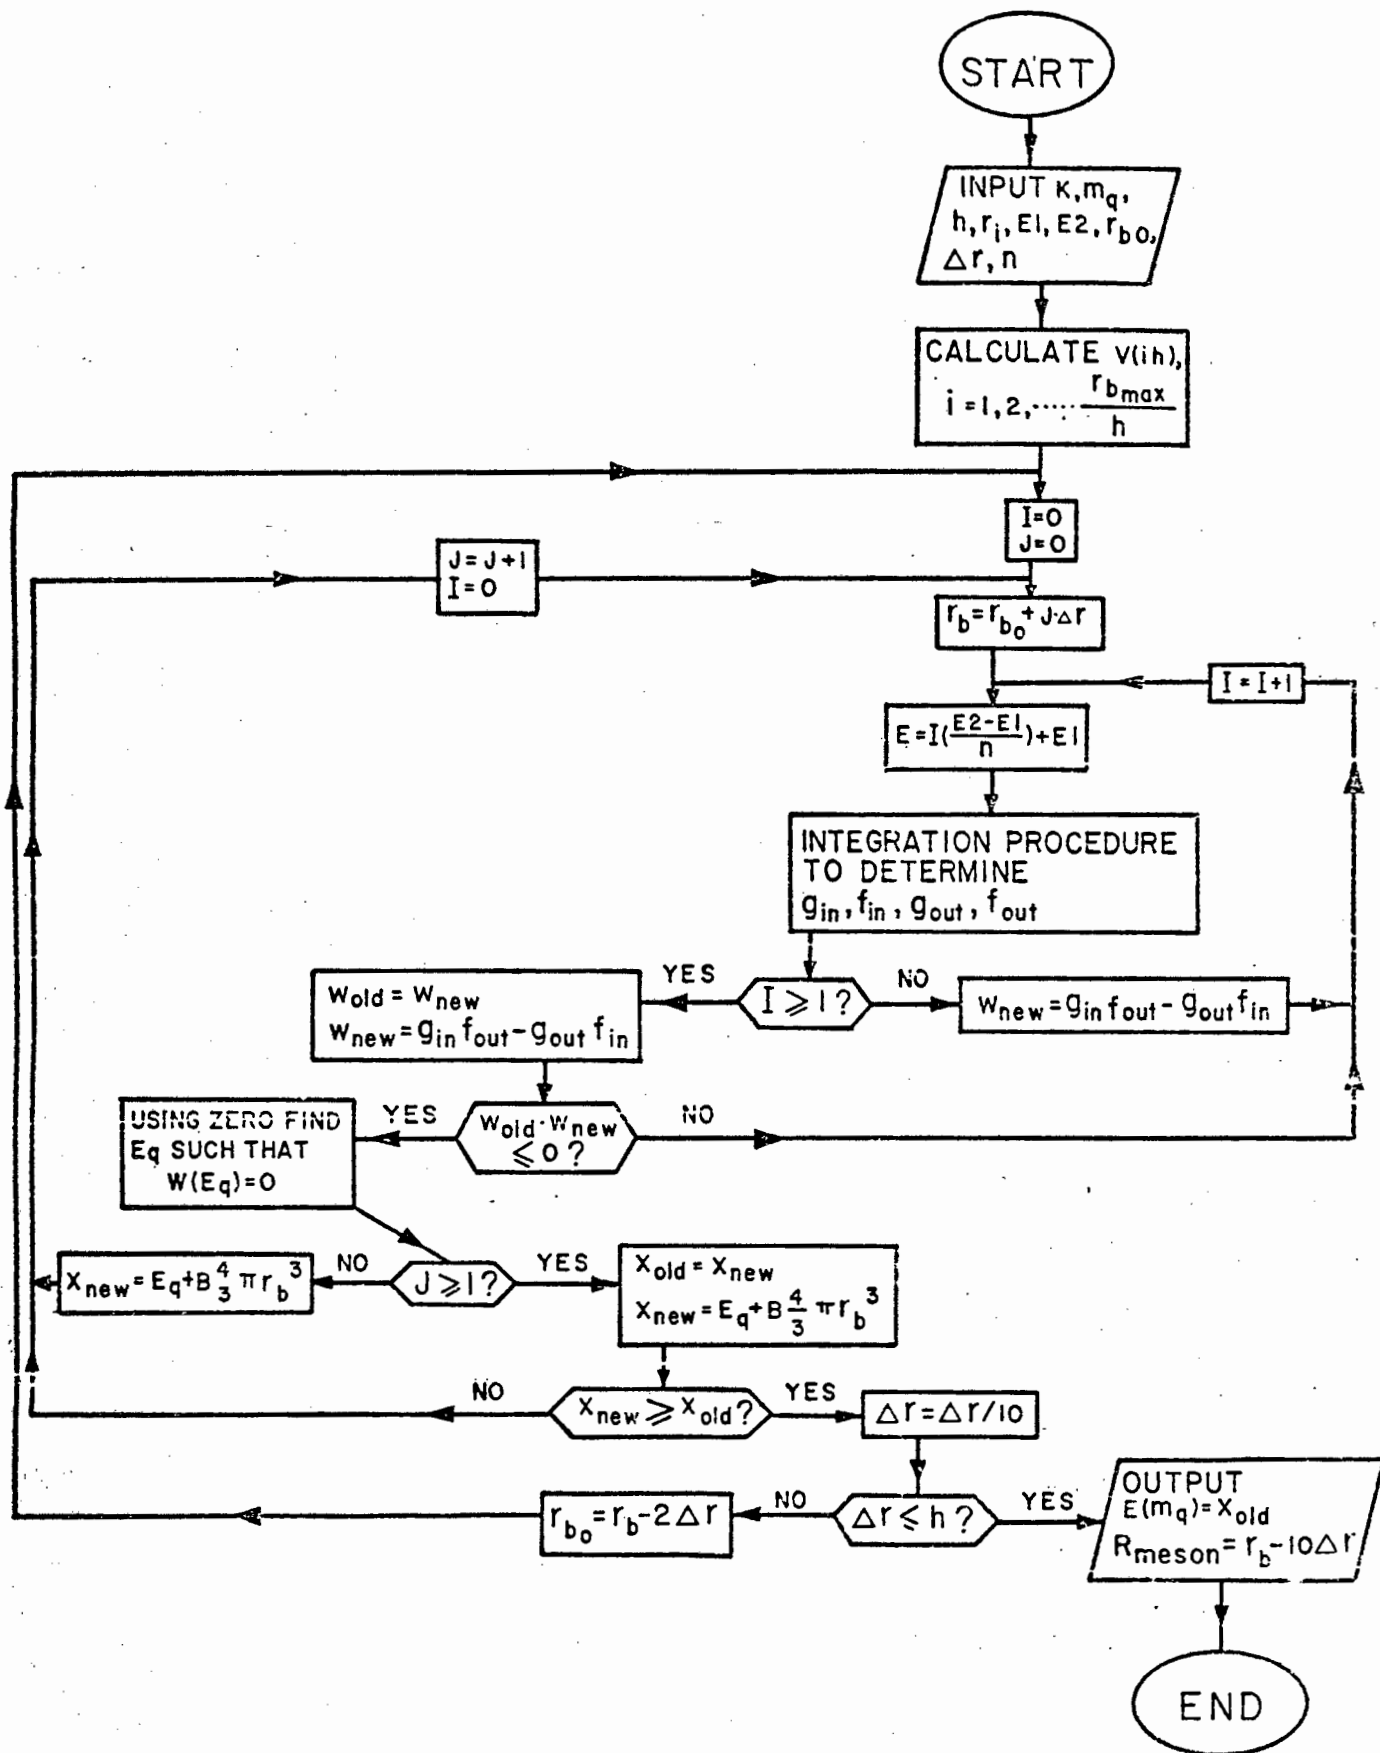 START
INPUT K, m_q,
h, r_i, E1, E2, r_bo,
Δr, n
CALCULATE V(ih),
i = 1, 2, ..... r_bmax / h
I=0
J=0
J = J+1
I = 0
r_b = r_bo + J·Δr
I = I+1
E = I((E2-E1)/n)+E1
INTEGRATION PROCEDURE
TO DETERMINE
g_in, f_in, g_out, f_out
YES
I ⩾ 1?
NO
W_old = W_new
W_new = g_in f_out - g_out f_in
W_new = g_in f_out - g_out f_in
USING ZERO FIND
Eq SUCH THAT
W(E_q)=0
YES
W_old · W_new
⩽ 0?
NO
X_new = E_q + B 4/3 π r_b^3
NO
J ⩾ 1?
YES
X_old = X_new
X_new = E_q + B 4/3 π r_b^3
NO
X_new ⩾ X_old?
YES
Δr = Δr/10
r_bo = r_b - 2Δr
NO
Δr ⩽ h?
YES
OUTPUT
E(m_q) = X_old
R_meson = r_b - 10Δr
END